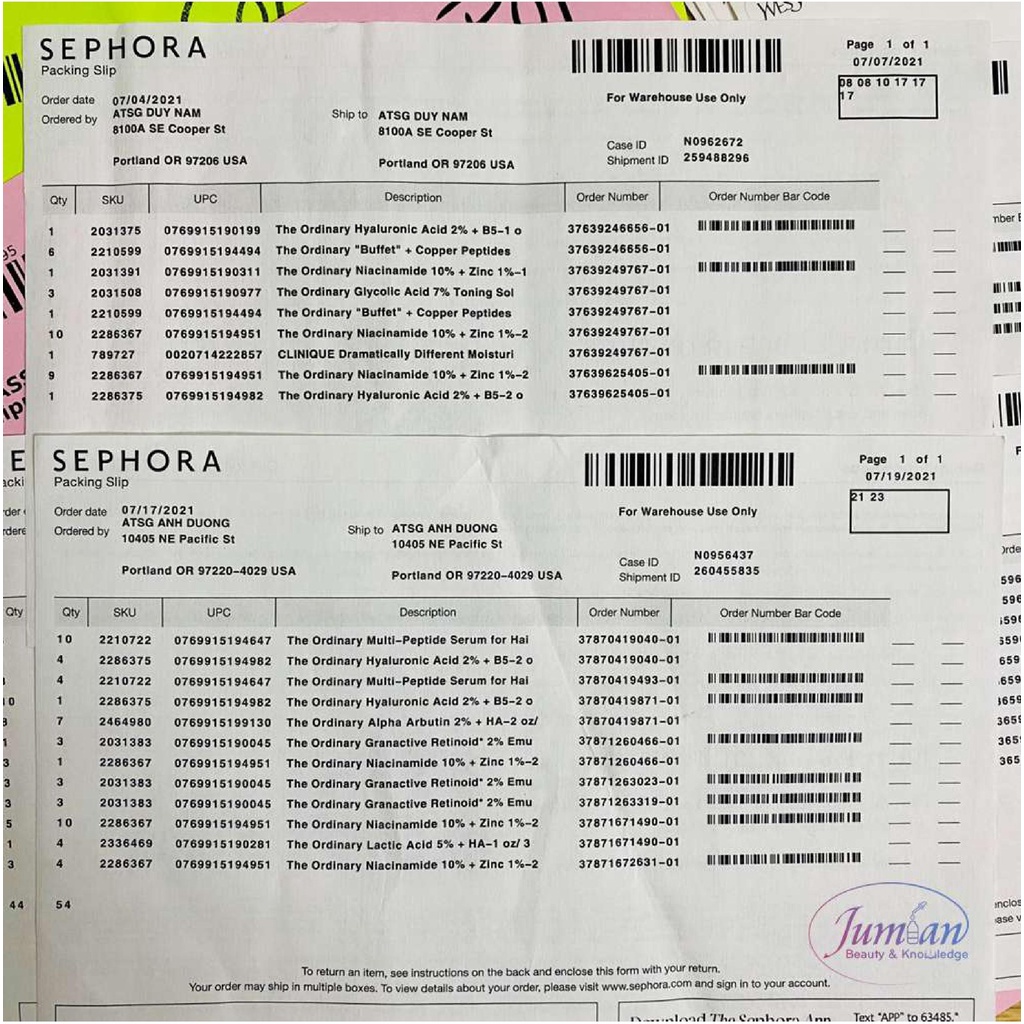 SEPHORA
Packing Slip
Page 1 of 1
07/07/2021
08 08 10 17 17
17
For Warehouse Use Only
Order date 07/04/2021
Ordered by ATSG DUY NAM
8100A SE Cooper St
Portland OR 97206 USA
Ship to ATSG DUY NAM
8100A SE Cooper St
Portland OR 97206 USA
Case ID N0962672
Shipment ID 259488296
Qty SKU UPC Description Order Number Order Number Bar Code
1 2031375 0769915190199 The Ordinary Hyaluronic Acid 2% + B5-1 o 37639246656-01
6 2210599 0769915194494 The Ordinary "Buffet" + Copper Peptides 37639246656-01
1 2031391 0769915190311 The Ordinary Niacinamide 10% + Zinc 1%-1 37639249767-01
3 2031508 0769915190977 The Ordinary Glycolic Acid 7% Toning Sol 37639249767-01
1 2210599 0769915194494 The Ordinary "Buffet" + Copper Peptides 37639249767-01
10 2286367 0769915194951 The Ordinary Niacinamide 10% + Zinc 1%-2 37639249767-01
1 789727 0020714222857 CLINIQUE Dramatically Different Moisturi 37639249767-01
9 2286367 0769915194951 The Ordinary Niacinamide 10% + Zinc 1%-2 37639625405-01
1 2286375 0769915194982 The Ordinary Hyaluronic Acid 2% + B5-2 o 37639625405-01
SEPHORA
Packing Slip
Page 1 of 1
07/19/2021
21 23
For Warehouse Use Only
Order date 07/17/2021
Ordered by ATSG ANH DUONG
10405 NE Pacific St
Portland OR 97220-4029 USA
Ship to ATSG ANH DUONG
10405 NE Pacific St
Portland OR 97220-4029 USA
Case ID N0956437
Shipment ID 260455835
Qty SKU UPC Description Order Number Order Number Bar Code
10 2210722 0769915194647 The Ordinary Multi-Peptide Serum for Hai 37870419040-01
4 2286375 0769915194982 The Ordinary Hyaluronic Acid 2% + B5-2 o 37870419040-01
4 2210722 0769915194647 The Ordinary Multi-Peptide Serum for Hai 37870419493-01
1 2286375 0769915194982 The Ordinary Hyaluronic Acid 2% + B5-2 o 37870419871-01
7 2464980 0769915199130 The Ordinary Alpha Arbutin 2% + HA-2 oz/ 37870419871-01
3 2031383 0769915190045 The Ordinary Granactive Retinoid* 2% Emu 37871260466-01
1 2286367 0769915194951 The Ordinary Niacinamide 10% + Zinc 1%-2 37871260466-01
3 2031383 0769915190045 The Ordinary Granactive Retinoid* 2% Emu 37871263023-01
3 2031383 0769915190045 The Ordinary Granactive Retinoid* 2% Emu 37871263319-01
10 2286367 0769915194951 The Ordinary Niacinamide 10% + Zinc 1%-2 37871671490-01
4 2336469 0769915190281 The Ordinary Lactic Acid 5% + HA-1 oz/ 3 37871671490-01
4 2286367 0769915194951 The Ordinary Niacinamide 10% + Zinc 1%-2 37871672631-01
44
54
Jumian
Beauty & Knowledge
To return an item, see instructions on the back and enclose this form with your return.
Your order may ship in multiple boxes. To view details about your order, please visit www.sephora.com and sign in to your account.
Download The Sephora App
Text "APP" to 63485.*